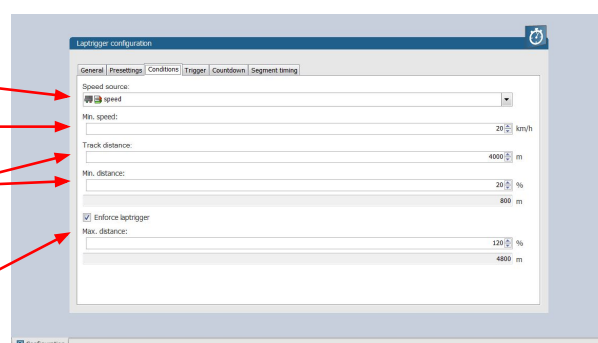 Laptrigger configuration
General Presettings Conditions Trigger Countdown Segment timing
Speed source:
speed
Min. speed:
20 km/h
Track distance:
4000 m
Min. distance:
20 %
800 m
Enforce laptrigger
Max. distance:
120 %
4800 m